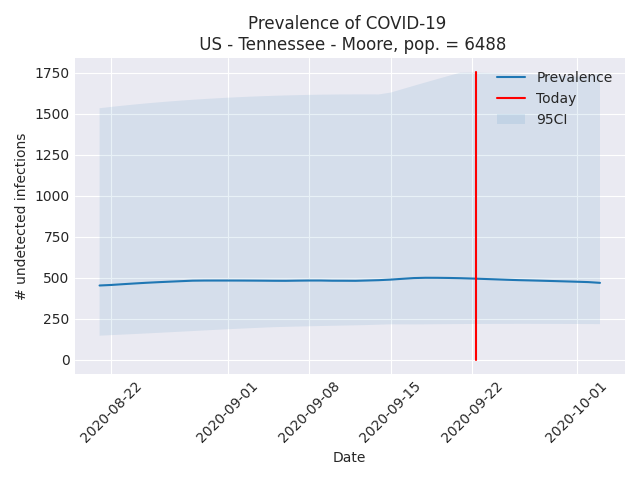 Prevalence of COVID-19
US - Tennessee - Moore, pop. = 6488
1750
1500
1250
1000
750
500
250
0
# undetected infections
Prevalence
Today
95CI
2020-08-22
2020-09-01
2020-09-08
2020-09-15
2020-09-22
2020-10-01
Date